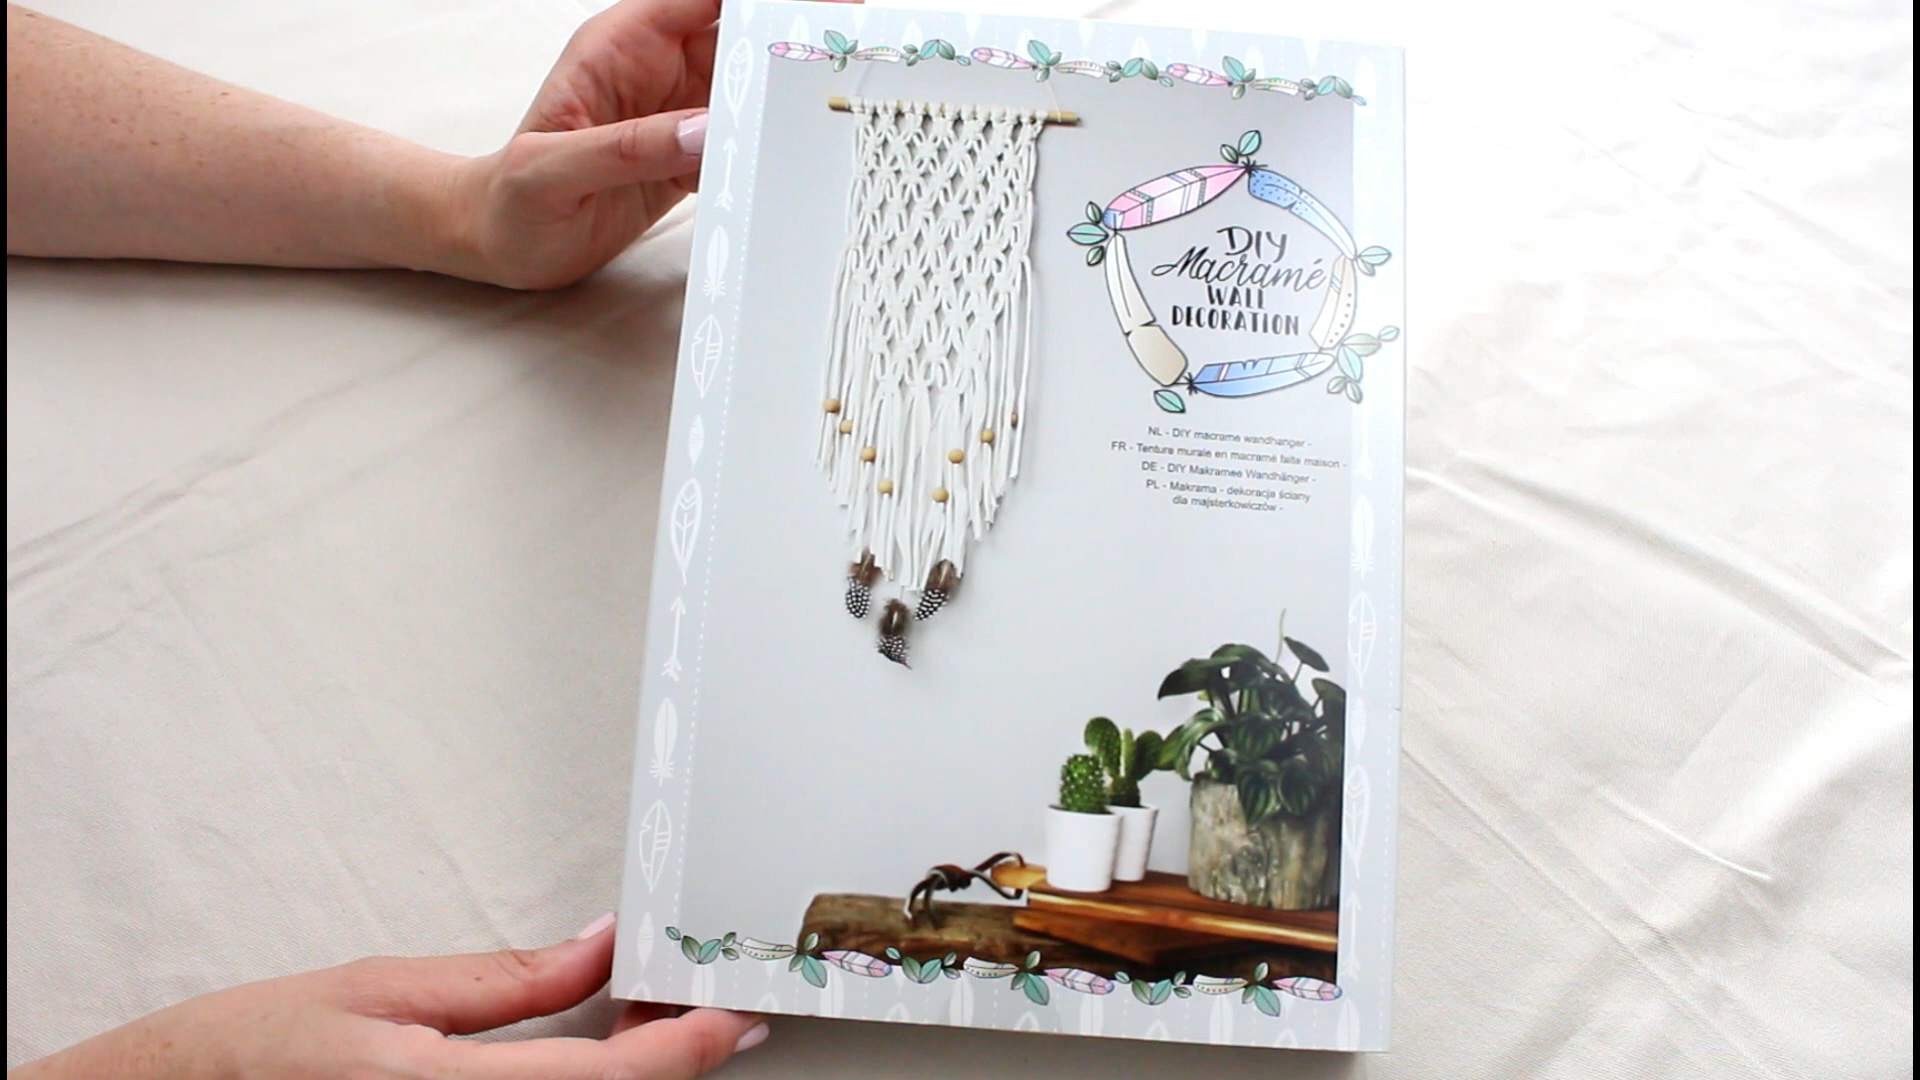 DIY
Macramé
WALL
DECORATION
NL - DIY macrame wandhanger -
FR - Tenture murale en macramé faite maison -
DE - DIY Makramee Wandhänger -
PL - Makrama - dekoracja ściany
dla majsterkowiczów -